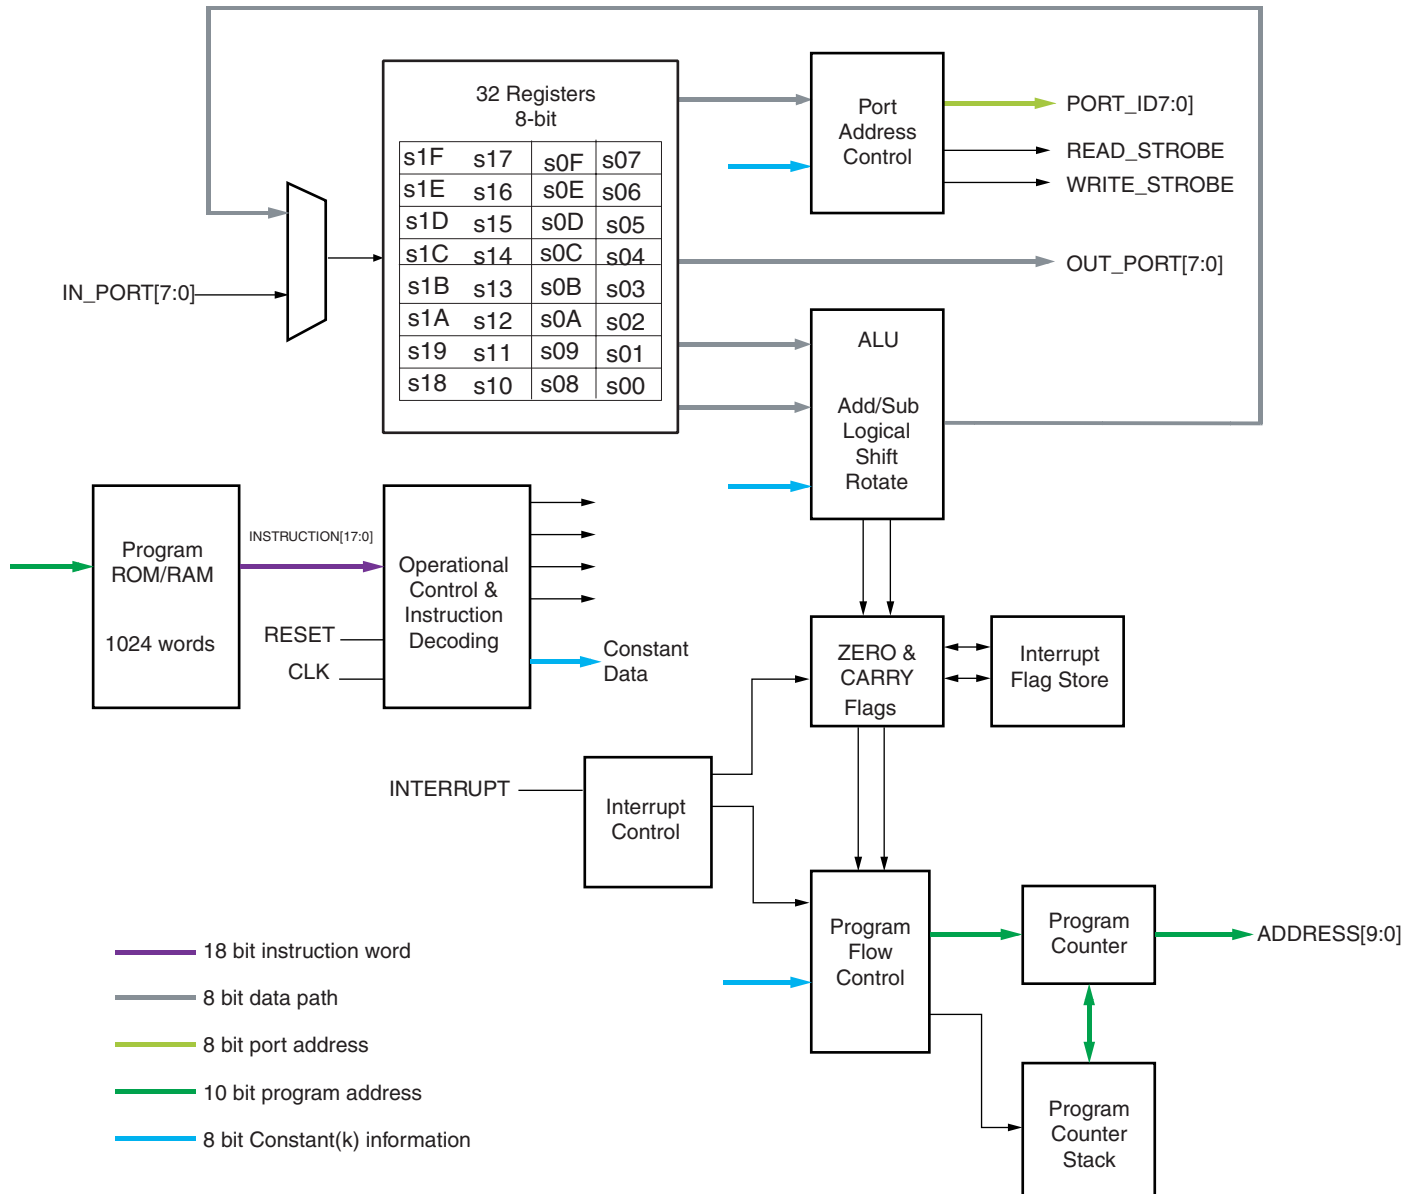 32 Registers
8-bit
s1F s17 s0F s07
s1E s16 s0E s06
s1D s15 s0D s05
s1C s14 s0C s04
s1B s13 s0B s03
s1A s12 s0A s02
s19 s11 s09 s01
s18 s10 s08 s00
IN_PORT[7:0]
Port
Address
Control
PORT_ID7:0]
READ_STROBE
WRITE_STROBE
OUT_PORT[7:0]
ALU
Add/Sub
Logical
Shift
Rotate
Program
ROM/RAM
1024 words
INSTRUCTION[17:0]
RESET
CLK
Operational
Control &
Instruction
Decoding
Constant
Data
ZERO &
CARRY
Flags
Interrupt
Flag Store
INTERRUPT
Interrupt
Control
Program
Flow
Control
Program
Counter
ADDRESS[9:0]
Program
Counter
Stack
18 bit instruction word
8 bit data path
8 bit port address
10 bit program address
8 bit Constant(k) information